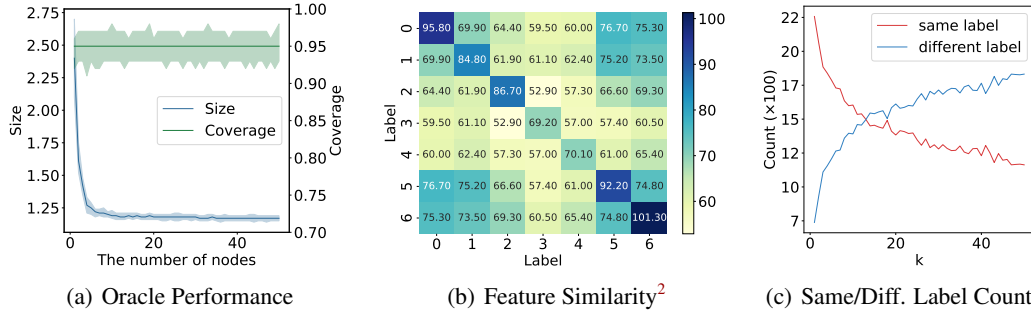 2.75
2.50
2.25
2.00
1.75
1.50
1.25
Size
1.00
0.95
0.90
0.85
0.80
0.75
0.70
Coverage
Size
Coverage
0 20 40
The number of nodes
(a) Oracle Performance
Label
0 95.80 69.90 64.40 59.50 60.00 76.70 75.30
1 69.90 84.80 61.90 61.10 62.40 75.20 73.50
2 64.40 61.90 86.70 52.90 57.30 66.60 69.30
3 59.50 61.10 52.90 69.20 57.00 57.40 60.50
4 60.00 62.40 57.30 57.00 70.10 61.00 65.40
5 76.70 75.20 66.60 57.40 61.00 92.20 74.80
6 75.30 73.50 69.30 60.50 65.40 74.80 101.30
0 1 2 3 4 5 6
Label
100
90
80
70
60
(b) Feature Similarity2
Count (×100)
22
20
17
15
12
10
7
same label
different label
0 20 40
k
(c) Same/Diff. Label Count